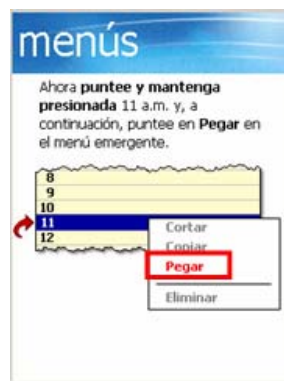 menús
Ahora puntee y mantenga
presionada 11 a.m. y, a
continuación, puntee en Pegar en
el menú emergente.
8
9
10
11
12
Cortar
Copiar
Pegar
Eliminar